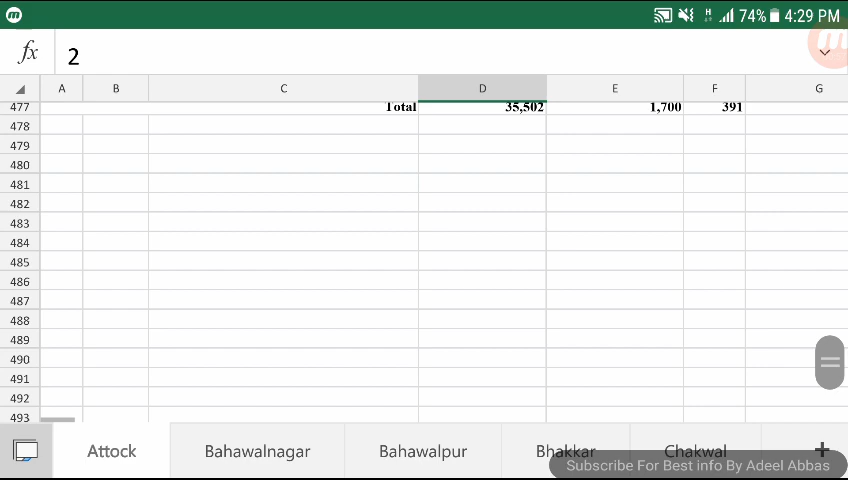 H 74% 4:29 PM
fx 2
A B C D E F G
477 Total 35,502 1,700 391
478
479
480
481
482
483
484
485
486
487
488
489
490
491
492
493
Attock Bahawalnagar Bahawalpur Bhakkar Chakwal +
Subscribe For Best info By Adeel Abbas